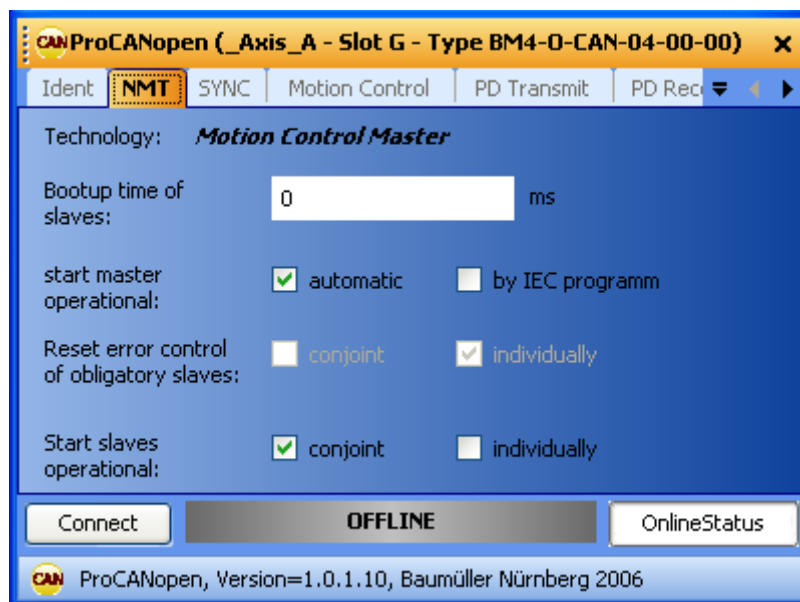 CAN ProCANopen (_Axis_A - Slot G - Type BM4-O-CAN-04-00-00)
Ident NMT SYNC Motion Control PD Transmit PD Rec
Technology: Motion Control Master
Bootup time of slaves: 0 ms
start master operational: automatic by IEC programm
Reset error control of obligatory slaves: conjoint individually
Start slaves operational: conjoint individually
Connect OFFLINE OnlineStatus
CAN ProCANopen, Version=1.0.1.10, Baumüller Nürnberg 2006